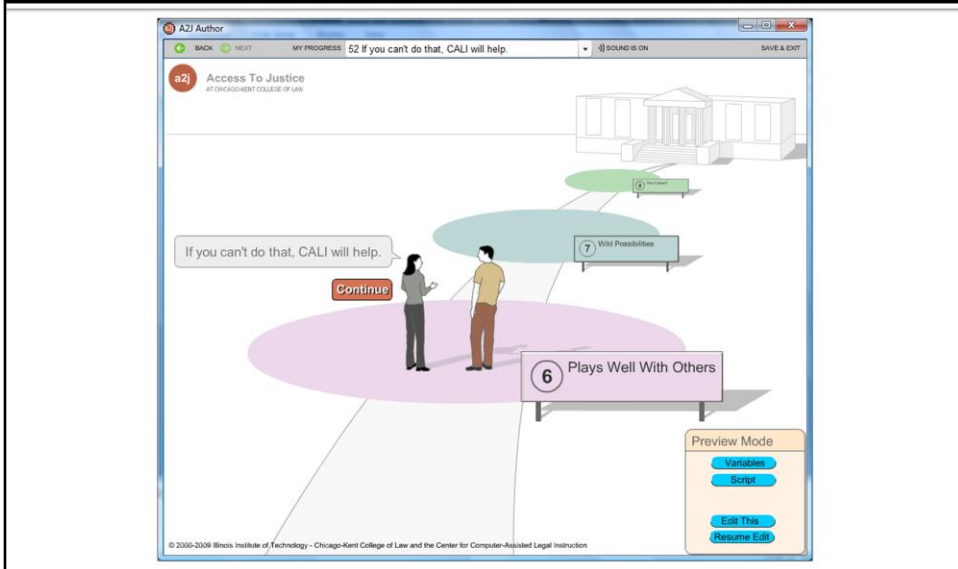 A2J Author
BACK NEXT MY PROGRESS 52 If you can't do that, CALI will help. SOUND IS ON SAVE & EXIT
a2j Access To Justice
AT CHICAGO-KENT COLLEGE OF LAW
8
7 Wild Possibilities
If you can't do that, CALI will help.
Continue
6 Plays Well With Others
Preview Mode
Variables
Script
Edit This
Resume Edit
© 2000-2009 Illinois Institute of Technology - Chicago-Kent College of Law and the Center for Computer-Assisted Legal Instruction